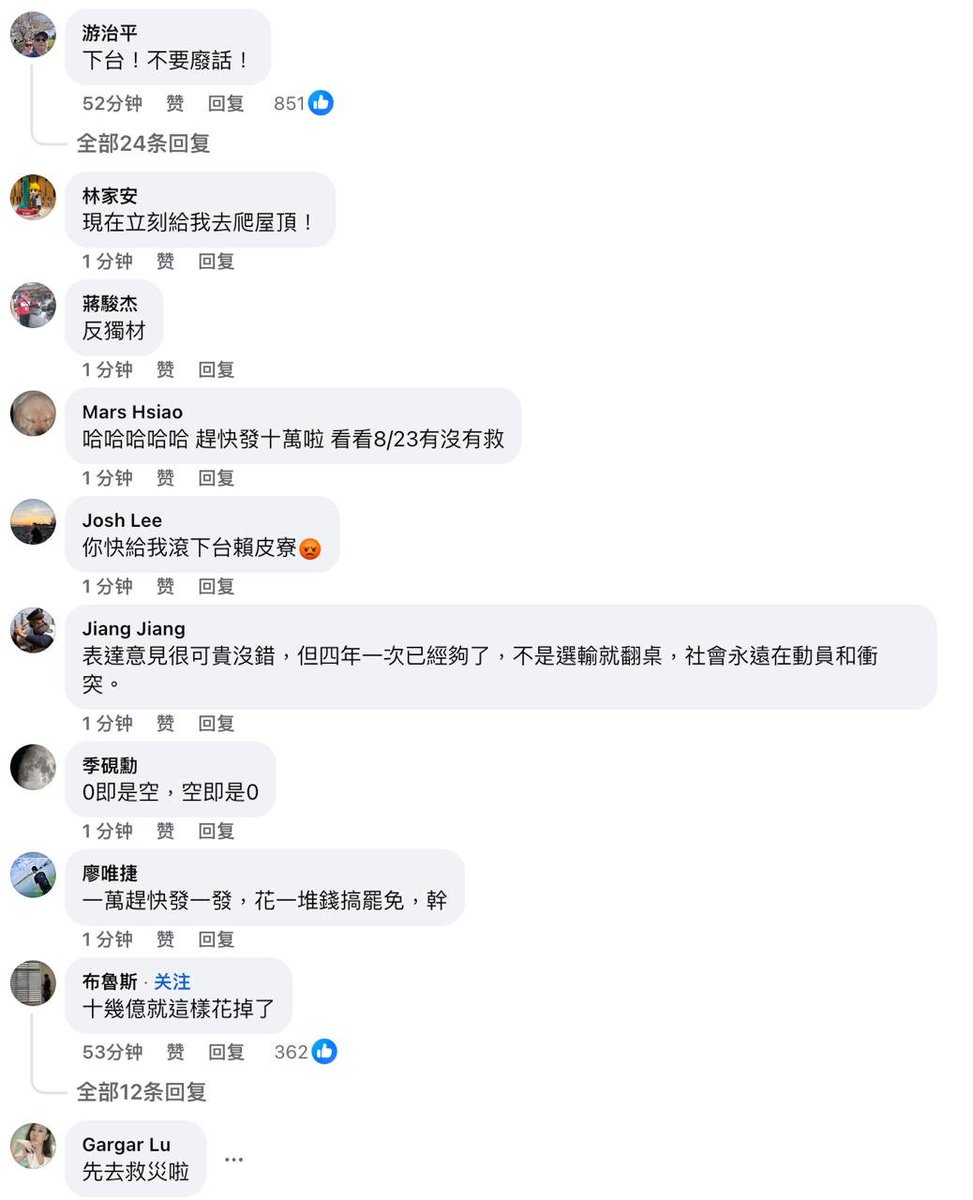 游治平
下台！不要廢話！
52分钟 赞 回复 851
全部24条回复
林家安
現在立刻給我去爬屋頂！
1分钟 赞 回复
蔣駿杰
反獨材
1分钟 赞 回复
Mars Hsiao
哈哈哈哈哈 趕快發十萬啦 看看8/23有沒有救
1分钟 赞 回复
Josh Lee
你快給我滾下台賴皮寮😡
1分钟 赞 回复
Jiang Jiang
表達意見很可貴沒錯，但四年一次已經夠了，不是選輸就翻桌，社會永遠在動員和衝
突。
1分钟 赞 回复
季硯勳
0即是空，空即是0
1分钟 赞 回复
廖唯捷
一萬趕快發一發，花一堆錢搞罷免，幹
1分钟 赞 回复
布魯斯 · 关注
十幾億就這樣花掉了
53分钟 赞 回复 362
全部12条回复
Gargar Lu
先去救災啦